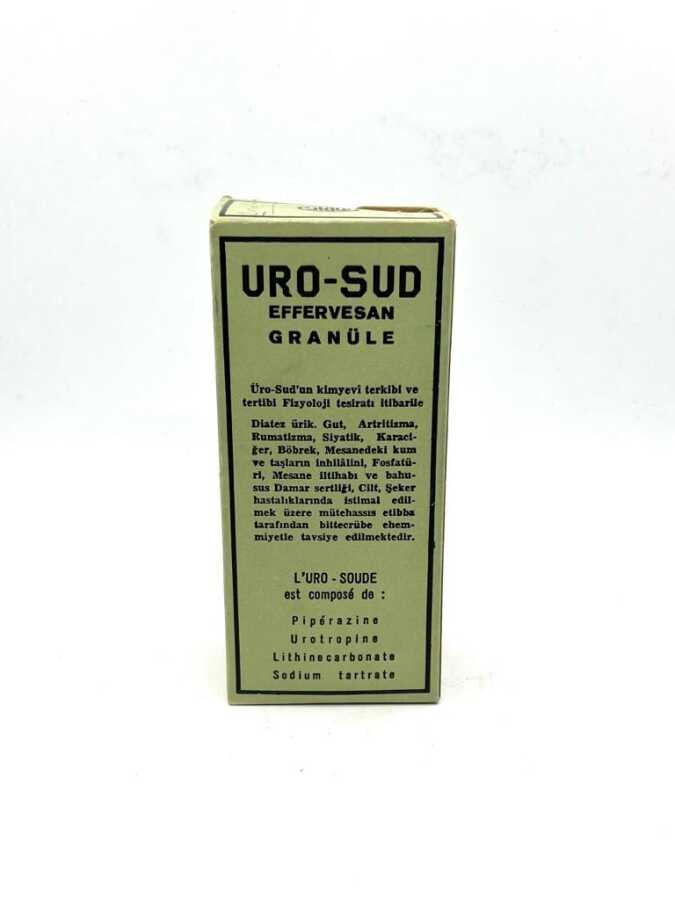 URO-SUD
EFFERVESAN
GRANÜLE
Üro-Sud'un kimyevî terkibi ve
tertibi Fizyoloji tesiratı itibarile
Diatez ürik. Gut, Artritizma,
Rumatizma, Siyatik, Karaci-
ğer, Böbrek, Mesanedeki kum
ve taşların inhilâlini, Fosfatü-
ri, Mesane iltihabı ve bahu-
sus Damar sertliği, Cilt, Şeker
hastalıklarında istimal edil-
mek üzere mütehassıs etibba
tarafından bittecrübe ehem-
miyetle tavsiye edilmektedir.
L'URO - SOUDE
est composé de :
Pipérazine
Urotropine
Lithinecarbonate
Sodium tartrate